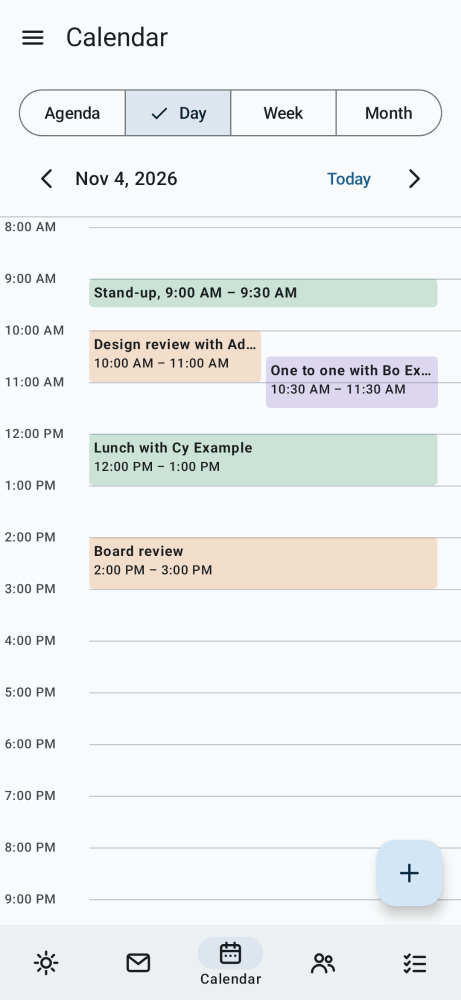 Calendar
Agenda
Day
Week
Month
Nov 4, 2026
Today
8:00 AM
9:00 AM
Stand-up, 9:00 AM – 9:30 AM
10:00 AM
Design review with Ad…
10:00 AM – 11:00 AM
One to one with Bo Ex…
10:30 AM – 11:30 AM
11:00 AM
12:00 PM
Lunch with Cy Example
12:00 PM – 1:00 PM
1:00 PM
2:00 PM
Board review
2:00 PM – 3:00 PM
3:00 PM
4:00 PM
5:00 PM
6:00 PM
7:00 PM
8:00 PM
9:00 PM
Calendar